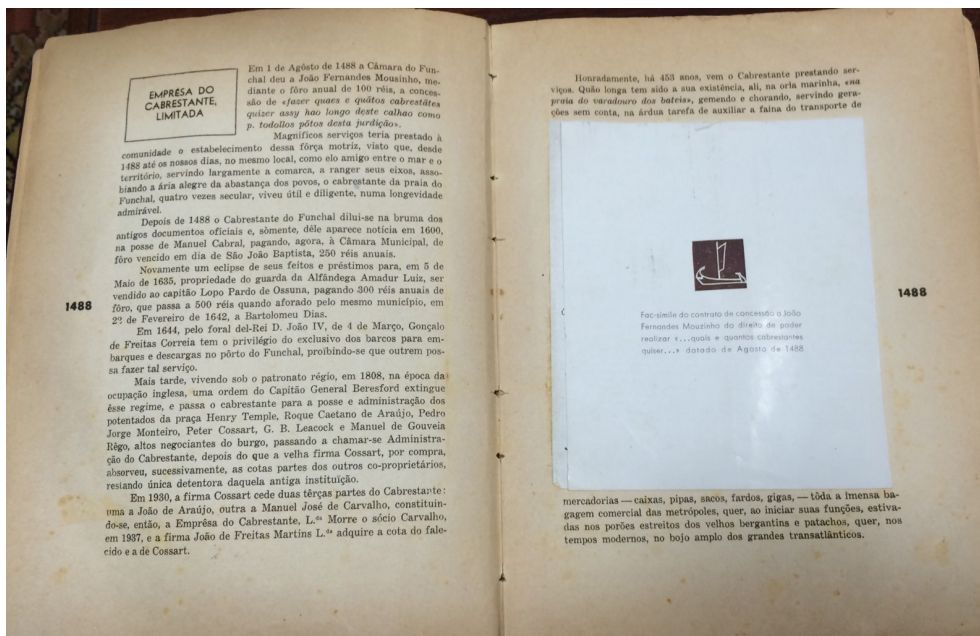 EMPRÊSA DO
CABRESTANTE,
LIMITADA
Em 1 de Agôsto de 1488 a Câmara do Fun-
chal deu a João Fernandes Mousinho, me-
diante o fôro anual de 100 réis, a conces-
são de «fazer quaes e quãtos cabrestãtes
quizer assy hao longo deste calhao como
p. todollos pôtos desta jurdição».
Magníficos serviços teria prestado à
comunidade o estabelecimento dessa fôrça motriz, visto que, desde
1488 até os nossos dias, no mesmo local, como elo amigo entre o mar e o
território, servindo largamente a comarca, a ranger seus eixos, asso-
biando a ária alegre da abastança dos povos, o cabrestante da praia do
Funchal, quatro vezes secular, viveu útil e diligente, numa longevidade
admirável.
Depois de 1488 o Cabrestante do Funchal dilui-se na bruma dos
antigos documentos oficiais e, sòmente, dêle aparece notícia em 1600,
na posse de Manuel Cabral, pagando, agora, à Câmara Municipal, de
fôro vencido em dia de São João Baptista, 250 réis anuais.
Novamente um eclipse de seus feitos e préstimos para, em 5 de
Maio de 1635, propriedade do guarda da Alfândega Amadur Luiz, ser
vendido ao capitão Lopo Pardo de Ossuna, pagando 300 réis anuais de
fôro, que passa a 500 réis quando aforado pelo mesmo município, em
2º de Fevereiro de 1642, a Bartolomeu Dias.
Em 1644, pelo foral del-Rei D. João IV, de 4 de Março, Gonçalo
de Freitas Correia tem o privilégio do exclusivo dos barcos para em-
barques e descargas no pôrto do Funchal, proïbindo-se que outrem pos-
sa fazer tal serviço.
Mais tarde, vivendo sob o patronato régio, em 1808, na época da
ocupação inglesa, uma ordem do Capitão General Beresford extingue
êsse regime, e passa o cabrestante para a posse e administração dos
potentados da praça Henry Temple, Roque Caetano de Araújo, Pedro
Jorge Monteiro, Peter Cossart, G. B. Leacock e Manuel de Gouveia
Rêgo, altos negociantes do burgo, passando a chamar-se Administra-
ção do Cabrestante, depois do que a velha firma Cossart, por compra,
absorveu, sucessivamente, as cotas partes dos outros co-proprietários,
restando única detentora daquela antiga instituïção.
Em 1930, a firma Cossart cede duas têrças partes do Cabrestante:
uma a João de Araújo, outra a Manuel José de Carvalho, constituin-
do-se, então, a Emprêsa do Cabrestante, L.da Morre o sócio Carvalho,
em 1937, e a firma João de Freitas Martins L.da adquire a cota do fale-
cido e a de Cossart.
1488
Honradamente, há 453 anos, vem o Cabrestante prestando ser-
viços. Quão longa tem sido a sua existência, ali, na orla marinha, «na
praia do varadouro dos bateis», gemendo e chorando, servindo gera-
ções sem conta, na árdua tarefa de auxiliar a faina do transporte de
Fac-símile do contrato de concessão a João
Fernandes Mouzinho do direito de poder
realizar «...quais e quantos cabrestantes
quiser...» datado de Agosto de 1488
1488
mercadorias — caixas, pipas, sacos, fardos, gigas, — tôda a imensa ba-
gagem comercial das metrópoles, quer, ao iniciar suas funções, estiva-
das nos porões estreitos dos velhos bergantins e patachos, quer, nos
tempos modernos, no bojo amplo dos grandes transatlânticos.